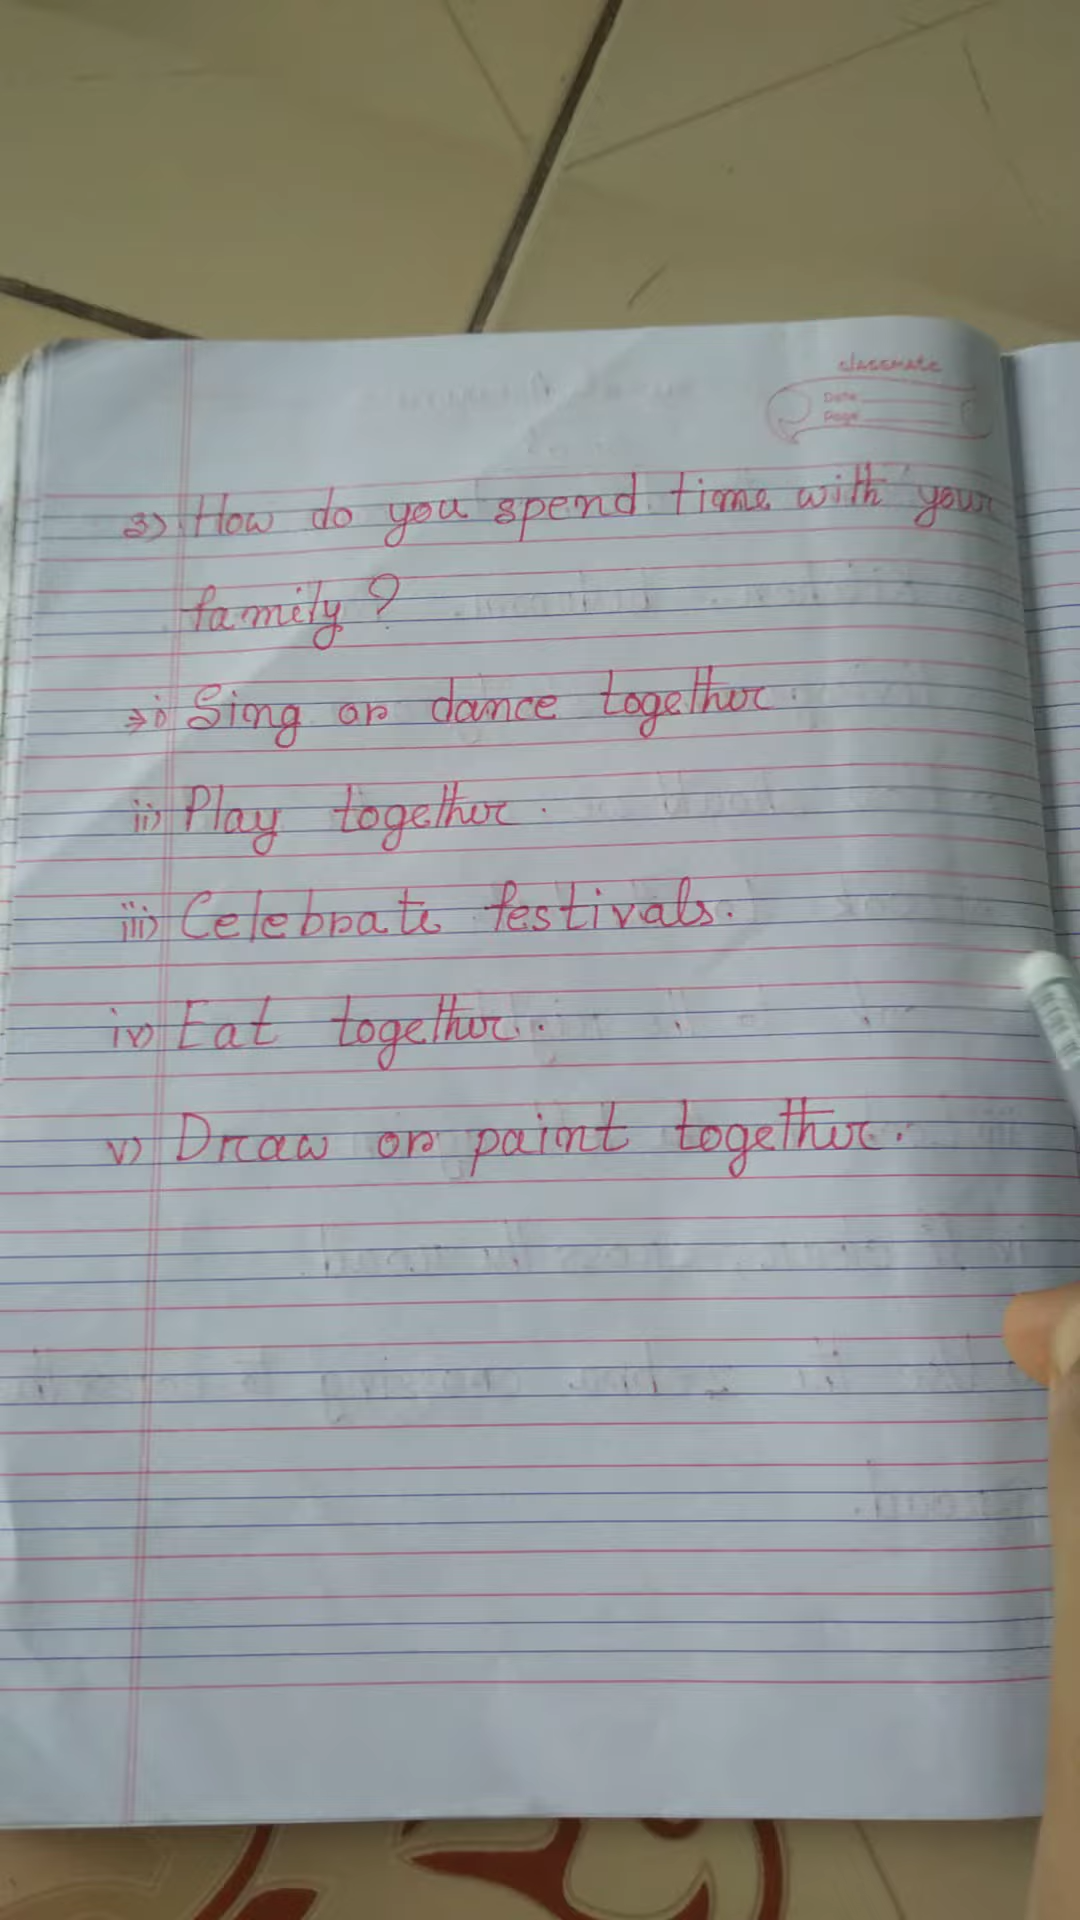 classmate
Date
Page
3) How do you spend time with your
family?
⇒ i) Sing or dance together.
ii) Play together.
iii) Celebrate festivals.
iv) Eat together.
v) Draw or paint together.